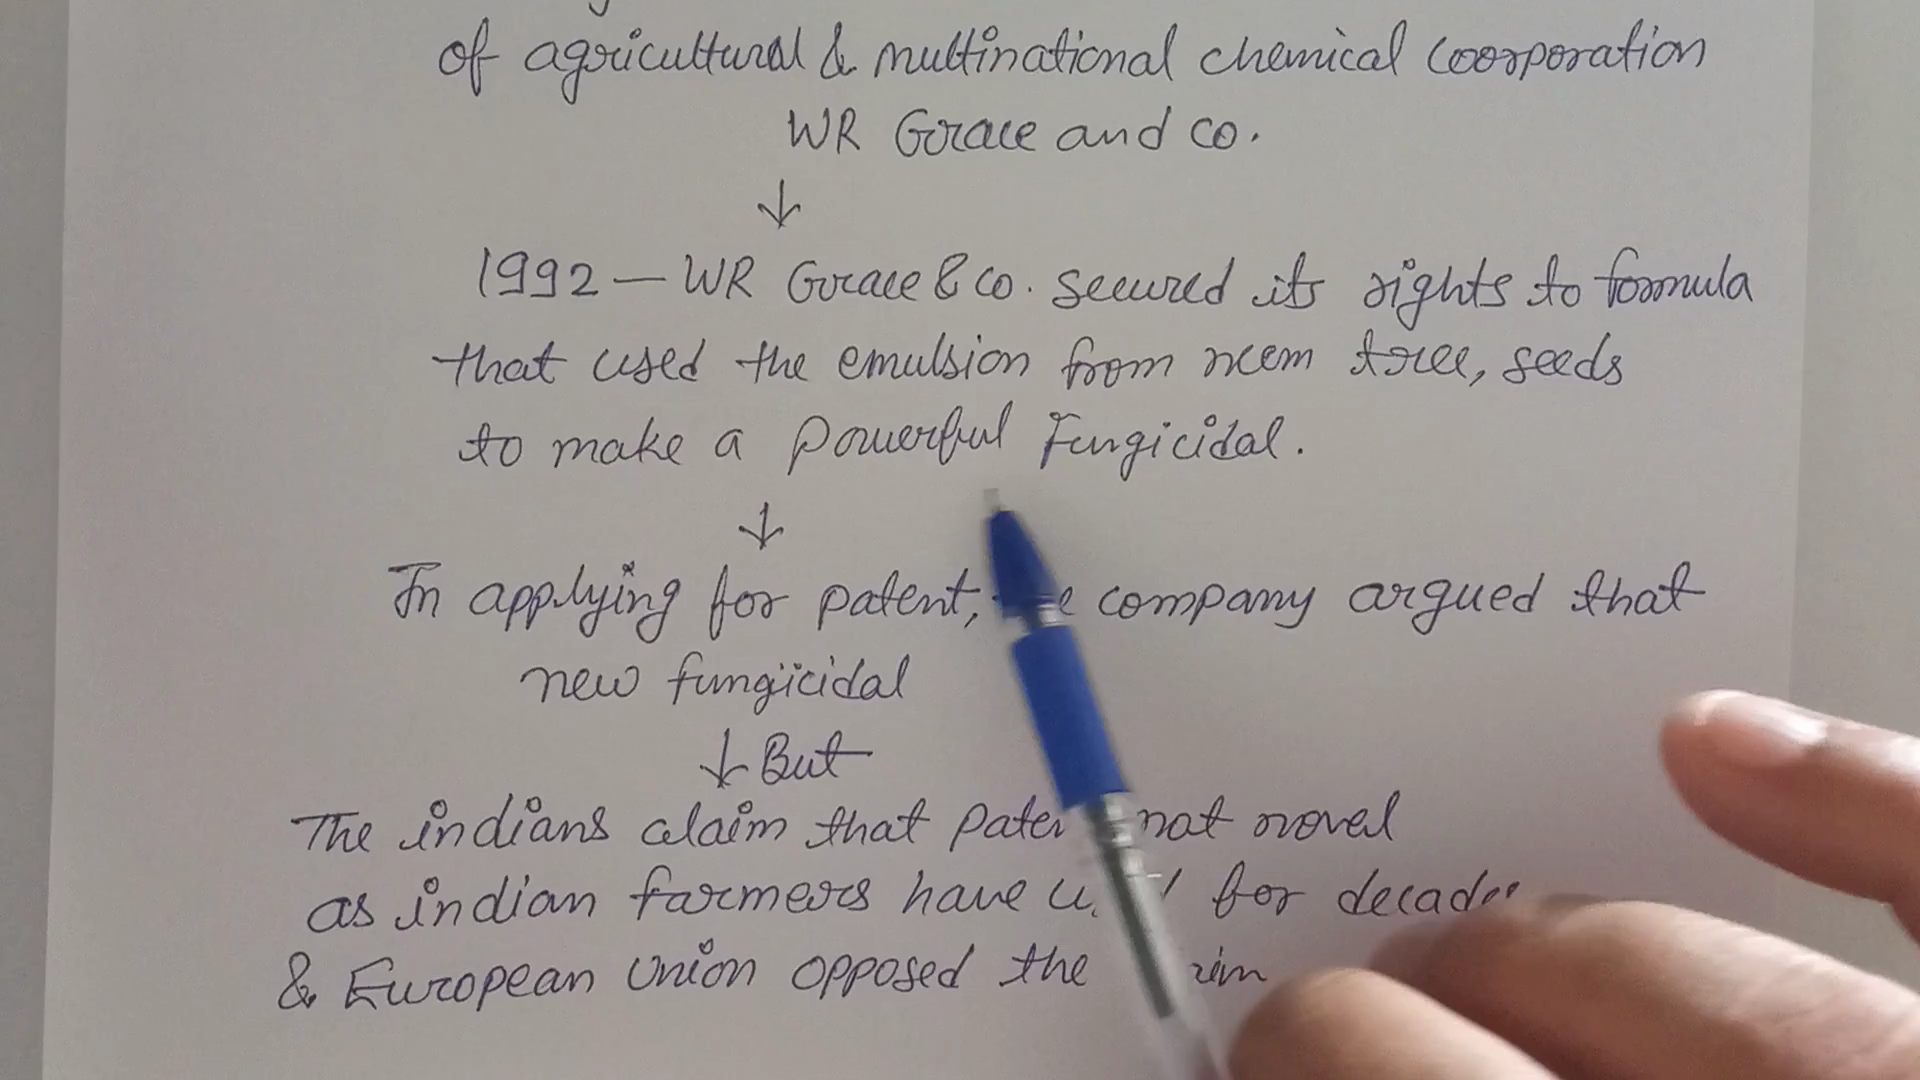 of agricultural & multinational chemical coorporation
WR Grace and co.
↓
1992 — WR Grace & co. secured its rights to formula
that used the emulsion from neem tree, seeds
to make a powerful Fungicidal.
↓
In applying for patent, company argued that
new fungicidal
↓ But
The indians claim that not novel
as indian farmers have for
& European Union opposed the